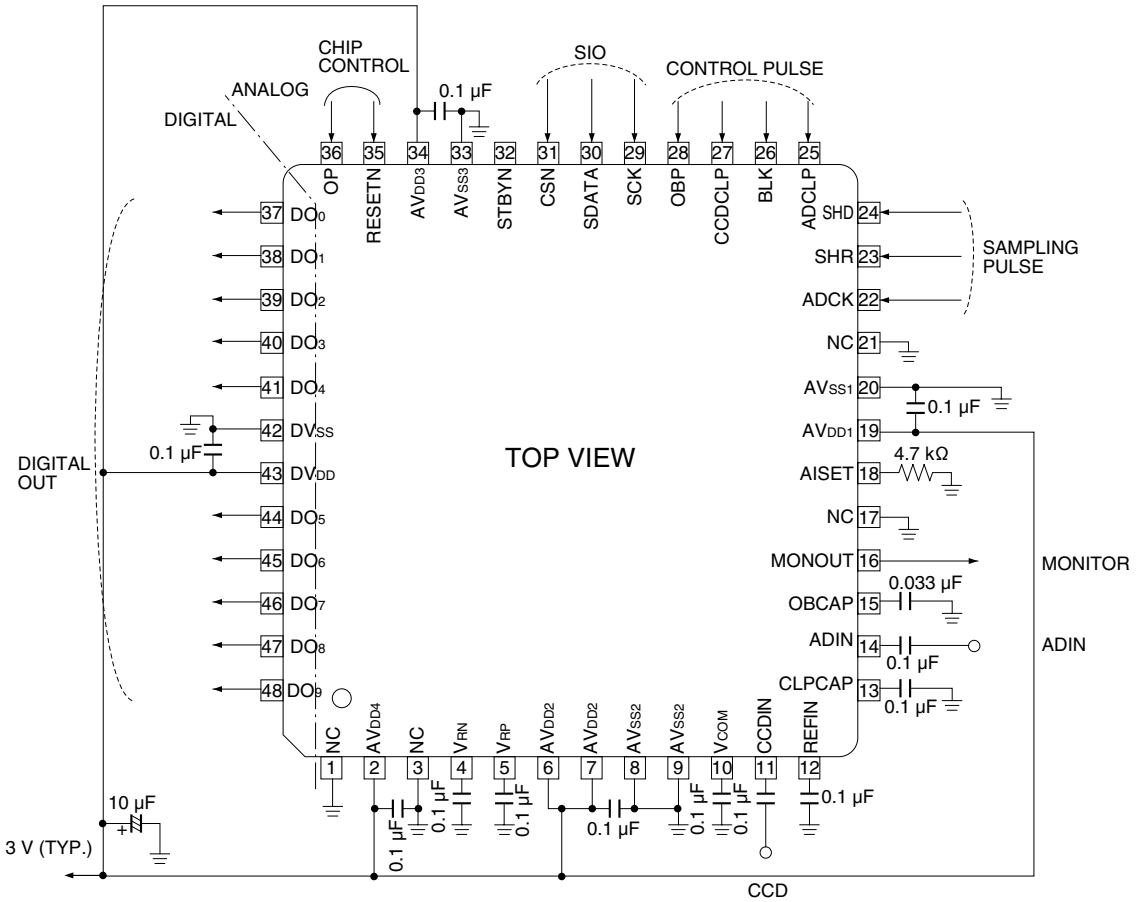 CHIP
CONTROL
SIO
CONTROL PULSE
ANALOG
DIGITAL
0.1 µF
36 35 34 33 32 31 30 29 28 27 26 25
OP
RESETN
AVDD3
AVSS3
STBYN
CSN
SDATA
SCK
OBP
CCDCLP
BLK
ADCLP
37 DO0
38 DO1
39 DO2
40 DO3
41 DO4
42 DVSS
0.1 µF
43 DVDD
44 DO5
45 DO6
46 DO7
47 DO8
48 DO9
DIGITAL
OUT
TOP VIEW
SHD 24
SHR 23
ADCK 22
SAMPLING
PULSE
NC 21
AVSS1 20
0.1 µF
AVDD1 19
4.7 kΩ
AISET 18
NC 17
MONOUT 16
MONITOR
0.033 µF
OBCAP 15
ADIN 14
ADIN
0.1 µF
CLPCAP 13
0.1 µF
NC
AVDD4
NC
VRN
VRP
AVDD2
AVDD2
AVSS2
AVSS2
VCOM
CCDIN
REFIN
1 2 3 4 5 6 7 8 9 10 11 12
10 µF
+
0.1 µF
0.1 µF
0.1 µF
0.1 µF
0.1 µF
0.1 µF
0.1 µF
3 V (TYP.)
CCD